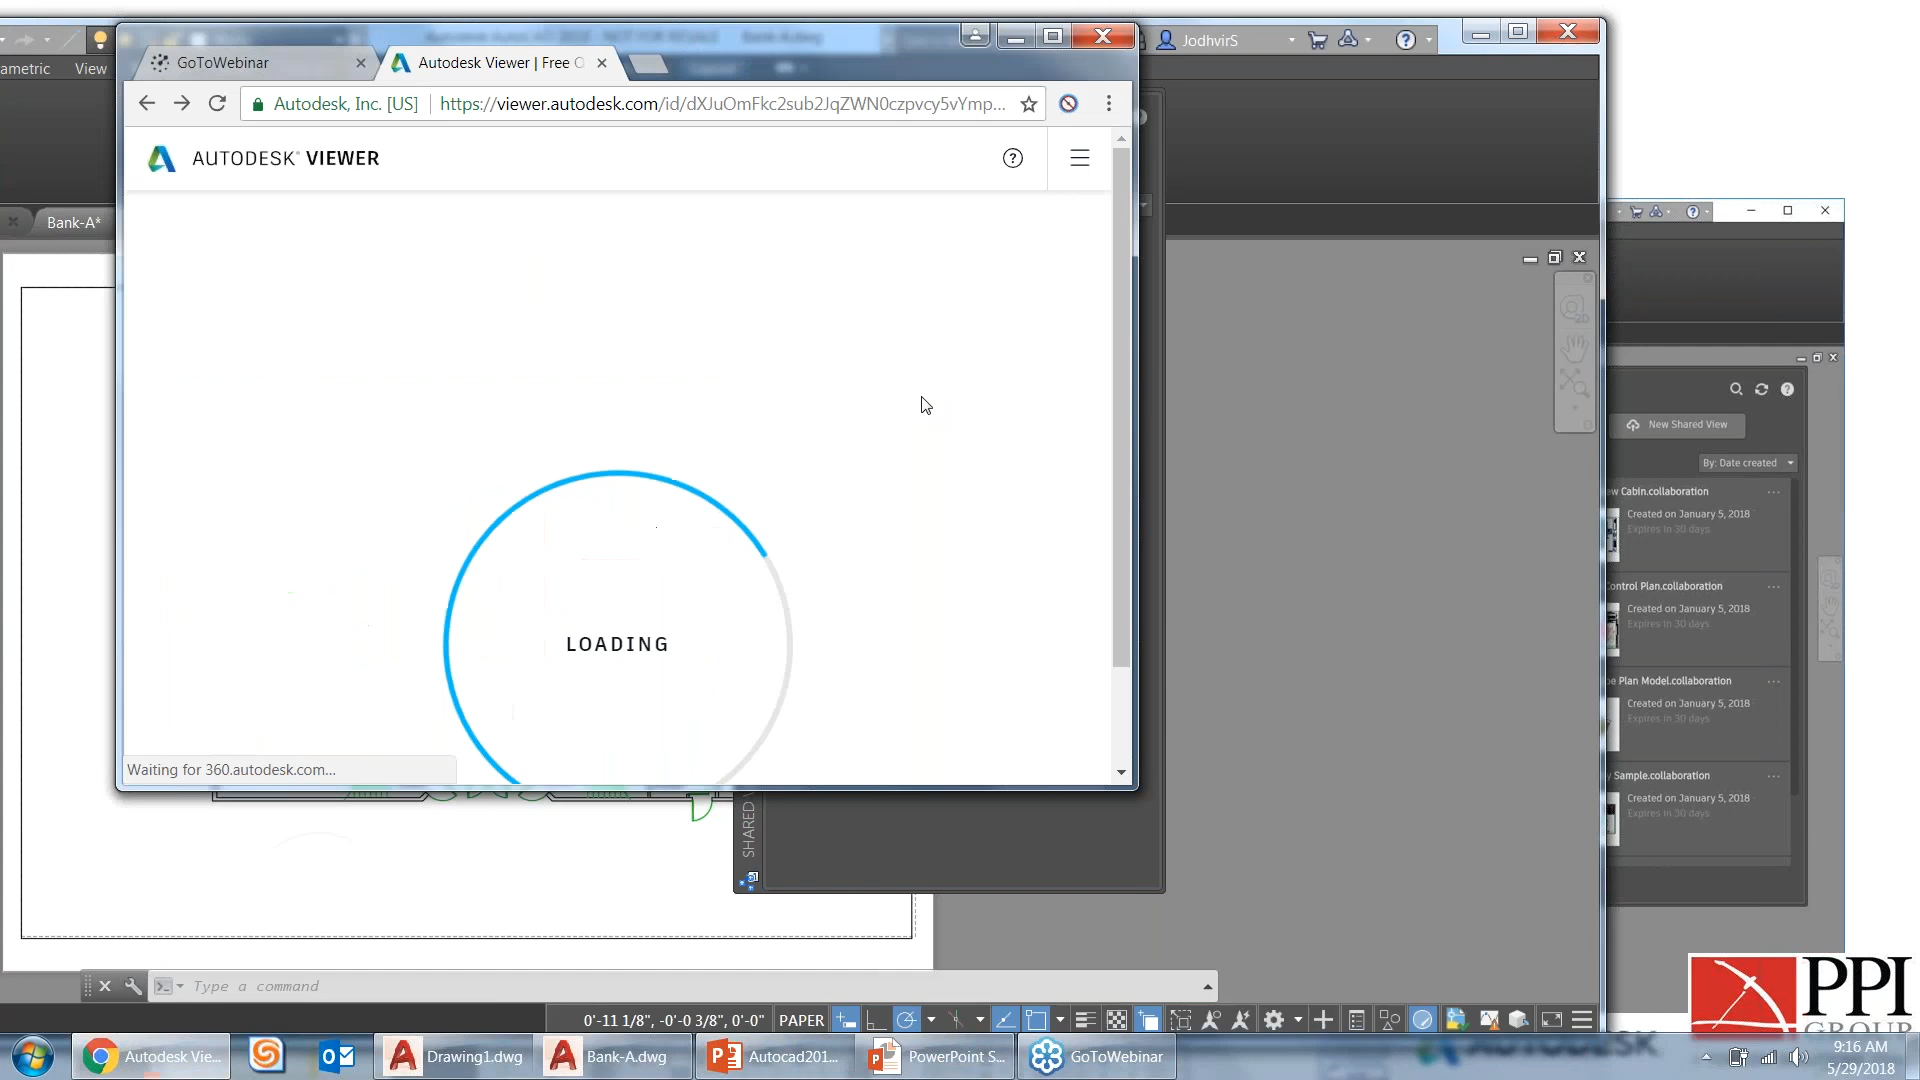 JodhvirS
ametric View
GoToWebinar
Autodesk Viewer | Free O
Autodesk, Inc. [US]
https://viewer.autodesk.com/id/dXJuOmFkc2sub2JqZWN0czpvcy5vYmp...
AUTODESK® VIEWER
Bank-A*
LOADING
Waiting for 360.autodesk.com...
New Shared View
By: Date created
ew Cabin.collaboration
Created on January 5, 2018
Expires in 30 days
Control Plan.collaboration
Created on January 5, 2018
Expires in 30 days
pe Plan Model.collaboration
Created on January 5, 2018
Expires in 30 days
y Sample.collaboration
Created on January 5, 2018
Expires in 30 days
SHARED V
Type a command
0'-11 1/8", -0'-0 3/8", 0'-0" PAPER
PPI
GROUP
Autodesk Vie...
Drawing1.dwg
Bank-A.dwg
Autocad201...
PowerPoint S...
GoToWebinar
AUTODESK
9:16 AM
5/29/2018